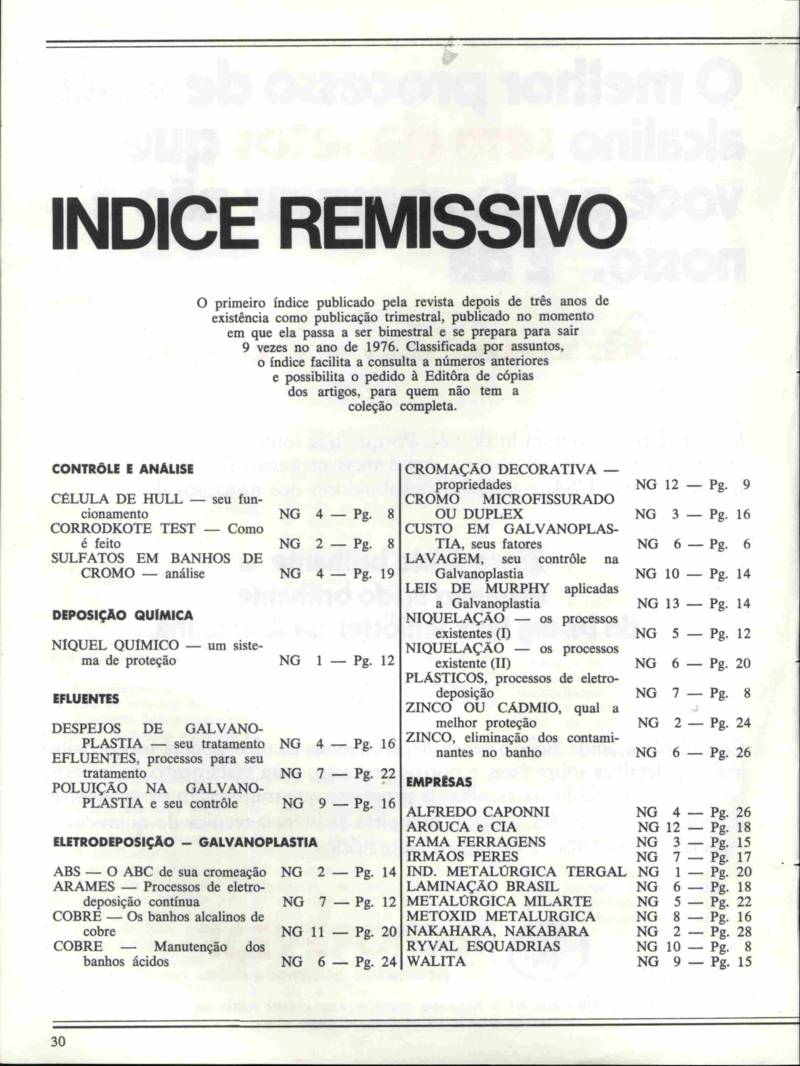 INDICE REMISSIVO
O primeiro índice publicado pela revista depois de três anos de
existência como publicação trimestral, publicado no momento
em que ela passa a ser bimestral e se prepara para sair
9 vezes no ano de 1976. Classificada por assuntos,
o índice facilita a consulta a números anteriores
e possibilita o pedido à Editôra de cópias
dos artigos, para quem não tem a
coleção completa.
CONTRÔLE E ANÁLISE
CÉLULA DE HULL — seu fun-
cionamento NG 4 — Pg. 8
CORRODKOTE TEST — Como
é feito NG 2 — Pg. 8
SULFATOS EM BANHOS DE
CROMO — análise NG 4 — Pg. 19
DEPOSIÇÃO QUÍMICA
NIQUEL QUIMICO — um siste-
ma de proteção NG 1 — Pg. 12
EFLUENTES
DESPEJOS DE GALVANO-
PLASTIA — seu tratamento NG 4 — Pg. 16
EFLUENTES, processos para seu
tratamento NG 7 — Pg. 22
POLUIÇÃO NA GALVANO-
PLASTIA e seu contrôle NG 9 — Pg. 16
ELETRODEPOSIÇÃO — GALVANOPLASTIA
ABS — O ABC de sua cromeação NG 2 — Pg. 14
ARAMES — Processos de eletro-
deposição contínua NG 7 — Pg. 12
COBRE — Os banhos alcalinos de
cobre NG 11 — Pg. 20
COBRE — Manutenção dos
banhos ácidos NG 6 — Pg. 24
CROMAÇÃO DECORATIVA —
propriedades NG 12 — Pg. 9
CROMO MICROFISSURADO
OU DUPLEX NG 3 — Pg. 16
CUSTO EM GALVANOPLAS-
TIA, seus fatores NG 6 — Pg. 6
LAVAGEM, seu contrôle na
Galvanoplastia NG 10 — Pg. 14
LEIS DE MURPHY aplicadas
a Galvanoplastia NG 13 — Pg. 14
NIQUELAÇÃO — os processos
existentes (I) NG 5 — Pg. 12
NIQUELAÇÃO — os processos
existente (II) NG 6 — Pg. 20
PLÁSTICOS, processos de eletro-
deposição NG 7 — Pg. 8
ZINCO OU CÁDMIO, qual a
melhor proteção NG 2 — Pg. 24
ZINCO, eliminação dos contami-
nantes no banho NG 6 — Pg. 26
EMPRÊSAS
ALFREDO CAPONNI NG 4 — Pg. 26
AROUCA e CIA NG 12 — Pg. 18
FAMA FERRAGENS NG 3 — Pg. 15
IRMÃOS PERES NG 7 — Pg. 17
IND. METALÚRGICA TERGAL NG 1 — Pg. 20
LAMINAÇÃO BRASIL NG 6 — Pg. 18
METALÚRGICA MILARTE NG 5 — Pg. 22
METOXID METALURGICA NG 8 — Pg. 16
NAKAHARA, NAKABARA NG 2 — Pg. 28
RYVAL ESQUADRIAS NG 10 — Pg. 8
WALITA NG 9 — Pg. 15
30